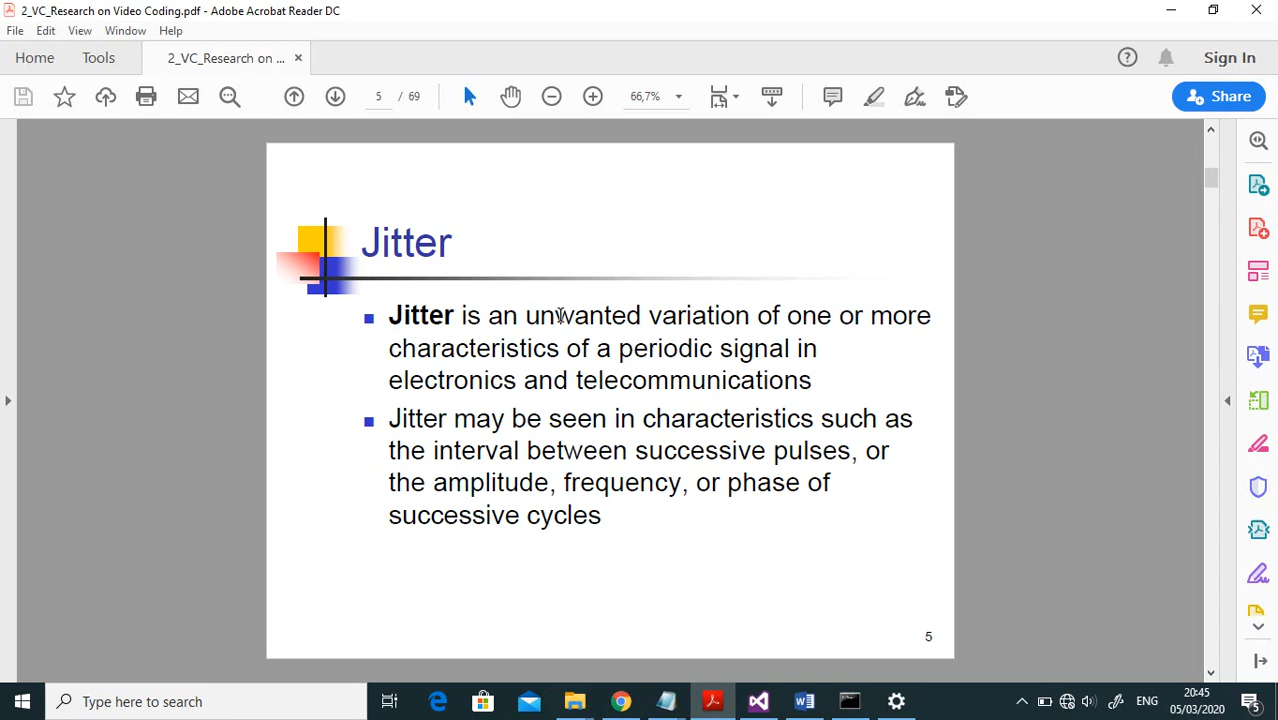 2_VC_Research on Video Coding.pdf - Adobe Acrobat Reader DC
File Edit View Window Help
Home Tools 2_VC_Research on ... × Sign In
5 / 69 66,7% Share
Jitter
Jitter is an unwanted variation of one or more
characteristics of a periodic signal in
electronics and telecommunications
Jitter may be seen in characteristics such as
the interval between successive pulses, or
the amplitude, frequency, or phase of
successive cycles
5
Type here to search ENG 20:45
05/03/2020 5